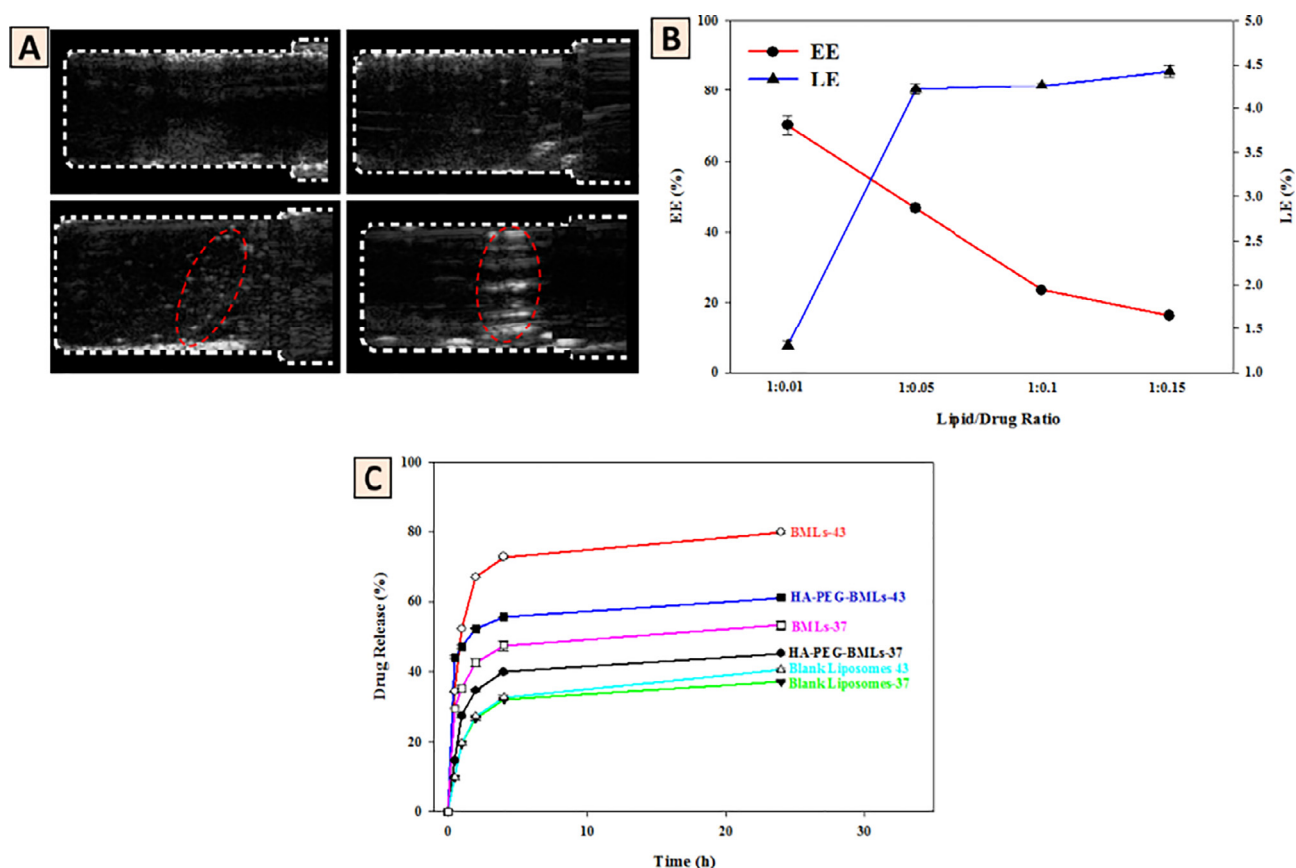 A
B
100
80
60
40
20
0
EE (%)
EE
LE
5.0
4.5
4.0
3.5
3.0
2.5
2.0
1.5
1.0
LE (%)
1:0.01 1:0.05 1:0.1 1:0.15
Lipid/Drug Ratio
C
100
80
60
40
20
0
Drug Release (%)
BMLs-43
HA-PEG-BMLs-43
BMLs-37
HA-PEG-BMLs-37
Blank Liposomes 43
Blank Liposomes-37
0 10 20 30
Time (h)